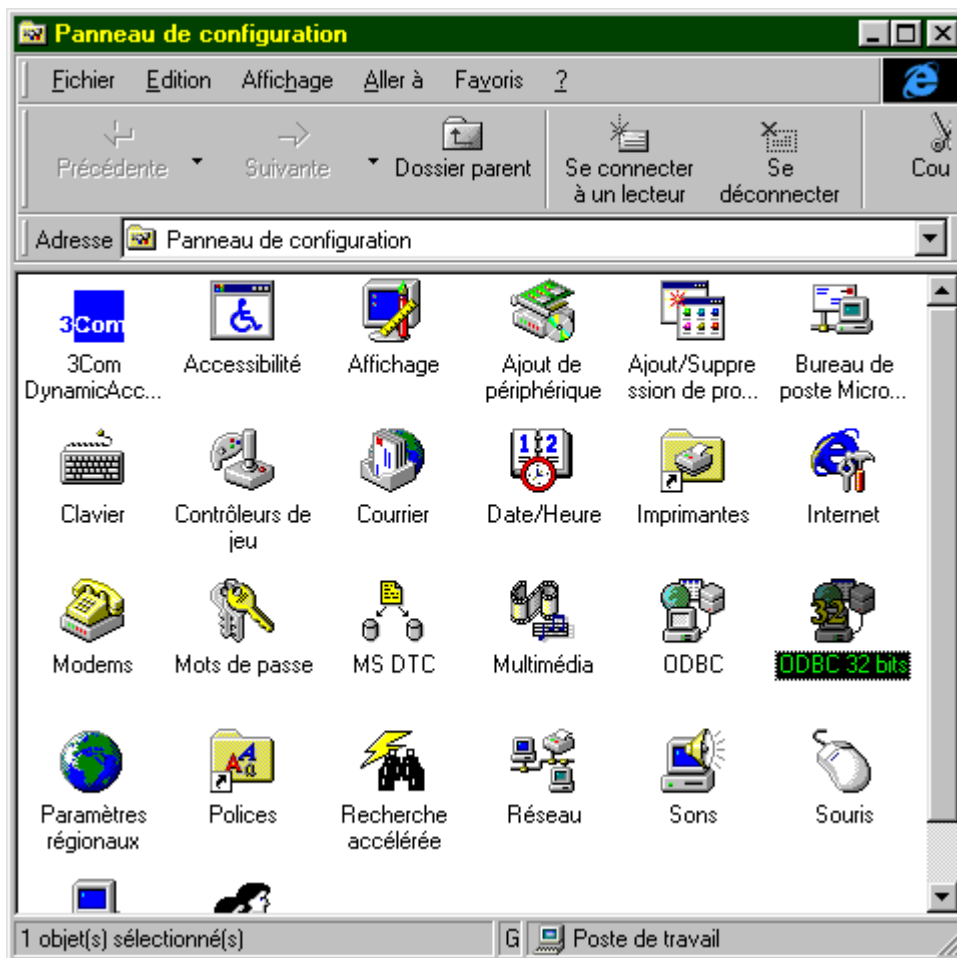 Panneau de configuration
Fichier Edition Affichage Aller à Favoris ?
Précédente Suivante Dossier parent Se connecter à un lecteur Se déconnecter Cou
Adresse Panneau de configuration
3Com
3Com DynamicAcc...
Accessibilité
Affichage
Ajout de périphérique
Ajout/Suppre ssion de pro...
Bureau de poste Micro...
Clavier
Contrôleurs de jeu
Courrier
1 2
Date/Heure
Imprimantes
Internet
Modems
Mots de passe
MS DTC
Multimédia
ODBC
32
ODBC 32 bits
Paramètres régionaux
Polices
Recherche accélérée
Réseau
Sons
Souris
1 objet(s) sélectionné(s) G Poste de travail